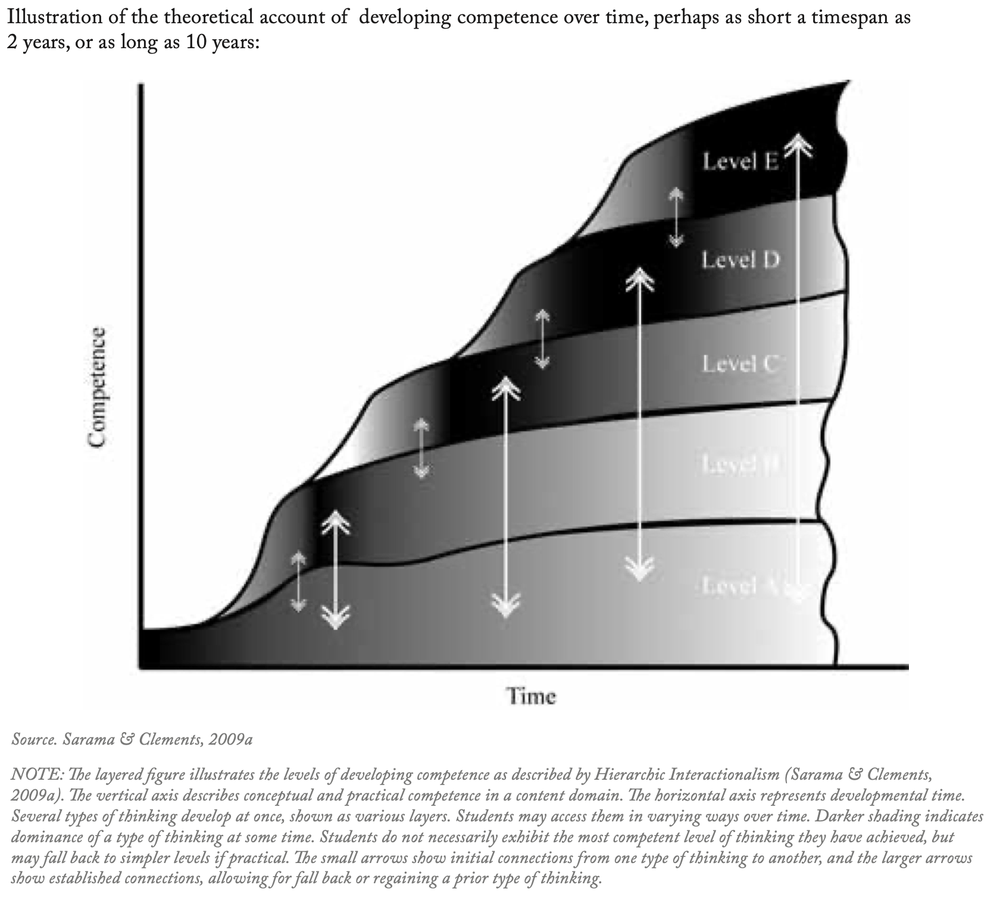 Illustration of the theoretical account of developing competence over time, perhaps as short a timespan as
2 years, or as long as 10 years:
Level E
Level D
Level C
Level B
Level A
Competence
Time
Source. Sarama & Clements, 2009a
NOTE: The layered figure illustrates the levels of developing competence as described by Hierarchic Interactionalism (Sarama & Clements,
2009a). The vertical axis describes conceptual and practical competence in a content domain. The horizontal axis represents developmental time.
Several types of thinking develop at once, shown as various layers. Students may access them in varying ways over time. Darker shading indicates
dominance of a type of thinking at some time. Students do not necessarily exhibit the most competent level of thinking they have achieved, but
may fall back to simpler levels if practical. The small arrows show initial connections from one type of thinking to another, and the larger arrows
show established connections, allowing for fall back or regaining a prior type of thinking.